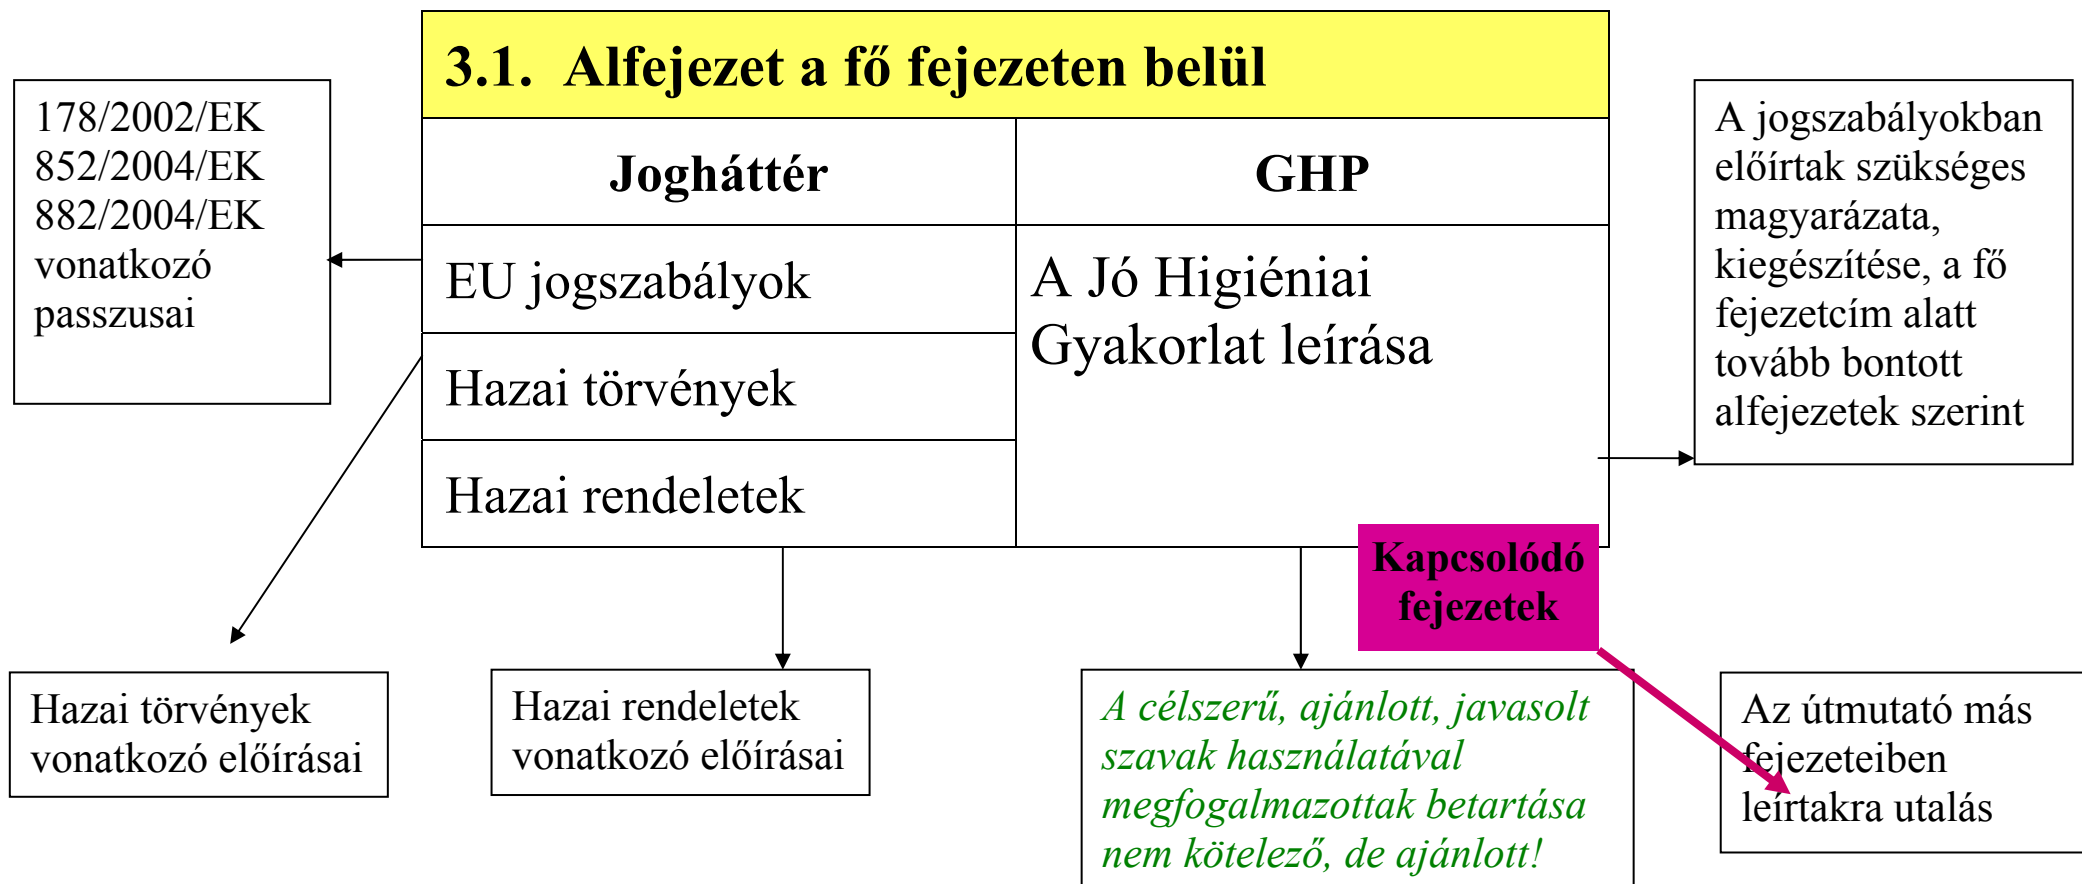 3.1. Alfejezet a fő fejezeten belül
178/2002/EK
852/2004/EK
882/2004/EK
vonatkozó
passzusai
Jogháttér
GHP
EU jogszabályok
Hazai törvények
Hazai rendeletek
A Jó Higiéniai
Gyakorlat leírása
A jogszabályokban
előírtak szükséges
magyarázata,
kiegészítése, a fő
fejezetcím alatt
tovább bontott
alfejezetek szerint
Kapcsolódó
fejezetek
Hazai törvények
vonatkozó előírásai
Hazai rendeletek
vonatkozó előírásai
A célszerű, ajánlott, javasolt
szavak használatával
megfogalmazottak betartása
nem kötelező, de ajánlott!
Az útmutató más
fejezeteiben
leírtakra utalás